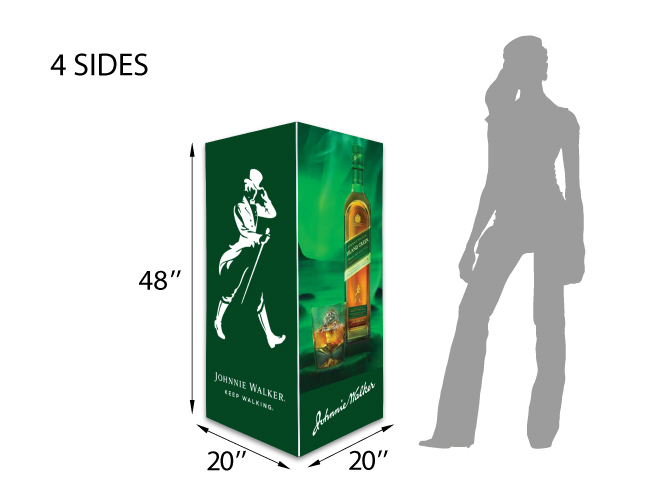 4 SIDES
48’’
JOHNNIE WALKER.
KEEP WALKING.
Johnnie Walker
20’’
20’’